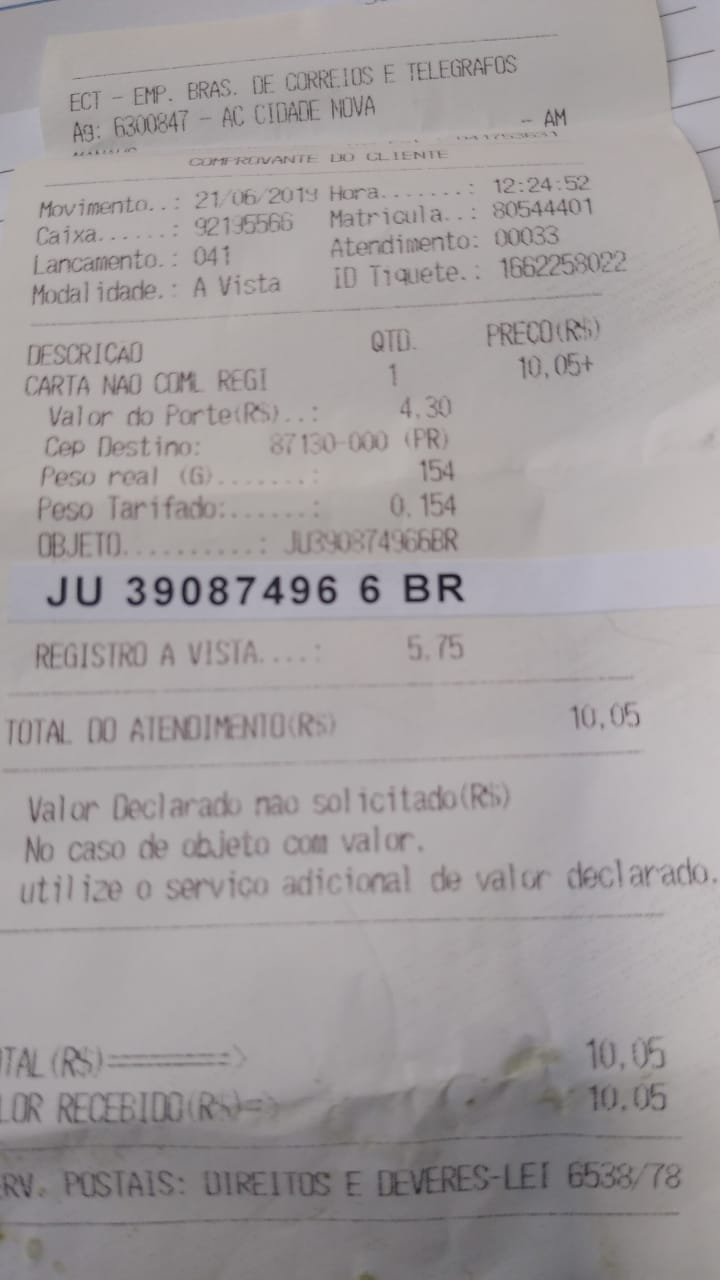 ECT - EMP. BRAS. DE CORREIOS E TELEGRAFOS
Ag: 6300847 - AC CIDADE NOVA
- AM
COMPROVANTE DO CLIENTE
Movimento..: 21/06/2019 Hora.......: 12:24:52
Caixa......: 92195566 Matricula..: 80544401
Lancamento.: 041 Atendimento: 00033
Modalidade.: A Vista ID Tiquete.: 1662258022
DESCRIÇÃO QTD. PREÇO(R$)
CARTA NAO COML REGI 1 10,05+
Valor do Porte(R$)..: 4,30
Cep Destino: 87130-000 (PR)
Peso real (G).......: 154
Peso Tarifado:......: 0,154
OBJETO..........: JU390874966BR
JU 39087496 6 BR
REGISTRO A VISTA....: 5,75
TOTAL DO ATENDIMENTO(R$) 10,05
Valor Declarado nao solicitado(R$)
No caso de objeto com valor,
utilize o serviço adicional de valor declarado.
TAL(R$)=========> 10,05
LOR RECEBIDO(R$)=> 10,05
RV. POSTAIS: DIREITOS E DEVERES-LEI 6538/78